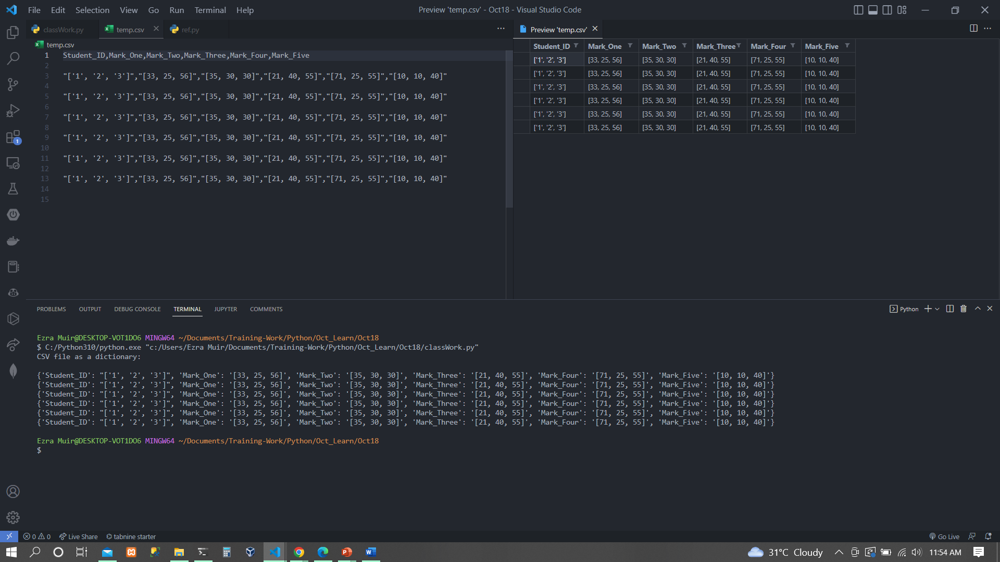 File Edit Selection View Go Run Terminal Help
Preview 'temp.csv' - Oct18 - Visual Studio Code
classWork.py temp.csv ref.py
Preview 'temp.csv'
temp.csv
1 Student_ID,Mark_One,Mark_Two,Mark_Three,Mark_Four,Mark_Five
2
3 "['1', '2', '3']","[33, 25, 56]","[35, 30, 30]","[21, 40, 55]","[71, 25, 55]","[10, 10, 40]"
4
5 "['1', '2', '3']","[33, 25, 56]","[35, 30, 30]","[21, 40, 55]","[71, 25, 55]","[10, 10, 40]"
6
7 "['1', '2', '3']","[33, 25, 56]","[35, 30, 30]","[21, 40, 55]","[71, 25, 55]","[10, 10, 40]"
8
9 "['1', '2', '3']","[33, 25, 56]","[35, 30, 30]","[21, 40, 55]","[71, 25, 55]","[10, 10, 40]"
10
11 "['1', '2', '3']","[33, 25, 56]","[35, 30, 30]","[21, 40, 55]","[71, 25, 55]","[10, 10, 40]"
12
13 "['1', '2', '3']","[33, 25, 56]","[35, 30, 30]","[21, 40, 55]","[71, 25, 55]","[10, 10, 40]"
14
15
Student_ID Mark_One Mark_Two Mark_Three Mark_Four Mark_Five
['1', '2', '3'] [33, 25, 56] [35, 30, 30] [21, 40, 55] [71, 25, 55] [10, 10, 40]
['1', '2', '3'] [33, 25, 56] [35, 30, 30] [21, 40, 55] [71, 25, 55] [10, 10, 40]
['1', '2', '3'] [33, 25, 56] [35, 30, 30] [21, 40, 55] [71, 25, 55] [10, 10, 40]
['1', '2', '3'] [33, 25, 56] [35, 30, 30] [21, 40, 55] [71, 25, 55] [10, 10, 40]
['1', '2', '3'] [33, 25, 56] [35, 30, 30] [21, 40, 55] [71, 25, 55] [10, 10, 40]
['1', '2', '3'] [33, 25, 56] [35, 30, 30] [21, 40, 55] [71, 25, 55] [10, 10, 40]
1
PROBLEMS OUTPUT DEBUG CONSOLE TERMINAL JUPYTER COMMENTS
Python
Ezra Muir@DESKTOP-VOT1DO6 MINGW64 ~/Documents/Training-Work/Python/Oct_Learn/Oct18
$ C:/Python310/python.exe "c:/Users/Ezra Muir/Documents/Training-Work/Python/Oct_Learn/Oct18/classWork.py"
CSV file as a dictionary:
{'Student_ID': "['1', '2', '3']", 'Mark_One': '[33, 25, 56]', 'Mark_Two': '[35, 30, 30]', 'Mark_Three': '[21, 40, 55]', 'Mark_Four': '[71, 25, 55]', 'Mark_Five': '[10, 10, 40]'}
{'Student_ID': "['1', '2', '3']", 'Mark_One': '[33, 25, 56]', 'Mark_Two': '[35, 30, 30]', 'Mark_Three': '[21, 40, 55]', 'Mark_Four': '[71, 25, 55]', 'Mark_Five': '[10, 10, 40]'}
{'Student_ID': "['1', '2', '3']", 'Mark_One': '[33, 25, 56]', 'Mark_Two': '[35, 30, 30]', 'Mark_Three': '[21, 40, 55]', 'Mark_Four': '[71, 25, 55]', 'Mark_Five': '[10, 10, 40]'}
{'Student_ID': "['1', '2', '3']", 'Mark_One': '[33, 25, 56]', 'Mark_Two': '[35, 30, 30]', 'Mark_Three': '[21, 40, 55]', 'Mark_Four': '[71, 25, 55]', 'Mark_Five': '[10, 10, 40]'}
{'Student_ID': "['1', '2', '3']", 'Mark_One': '[33, 25, 56]', 'Mark_Two': '[35, 30, 30]', 'Mark_Three': '[21, 40, 55]', 'Mark_Four': '[71, 25, 55]', 'Mark_Five': '[10, 10, 40]'}
{'Student_ID': "['1', '2', '3']", 'Mark_One': '[33, 25, 56]', 'Mark_Two': '[35, 30, 30]', 'Mark_Three': '[21, 40, 55]', 'Mark_Four': '[71, 25, 55]', 'Mark_Five': '[10, 10, 40]'}
Ezra Muir@DESKTOP-VOT1DO6 MINGW64 ~/Documents/Training-Work/Python/Oct_Learn/Oct18
$
0 0 Live Share tabnine starter
Go Live
31°C Cloudy
11:54 AM